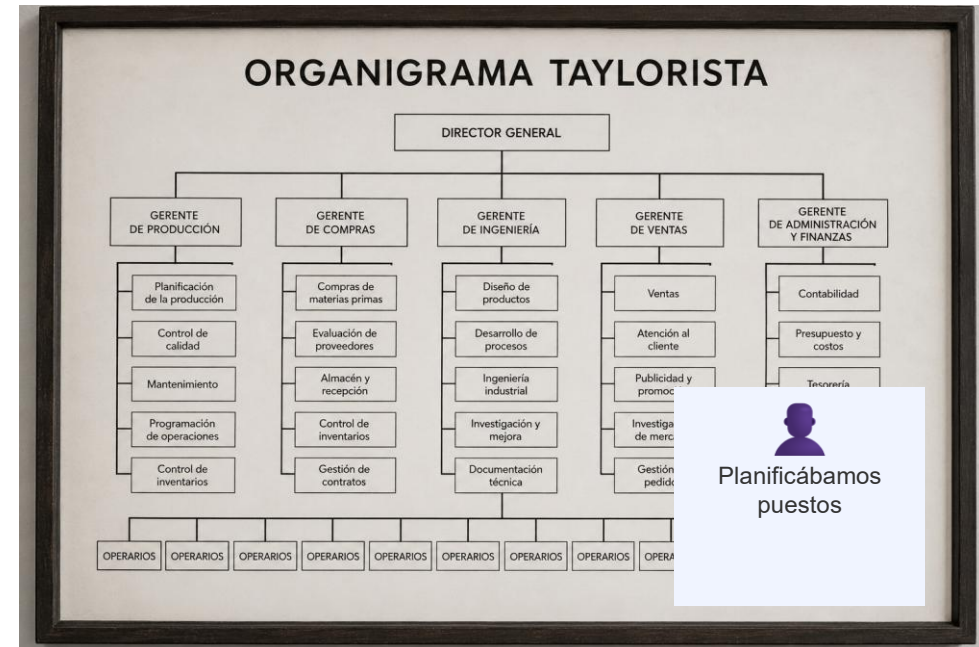 ORGANIGRAMA TAYLORISTA
DIRECTOR GENERAL
GERENTE
DE PRODUCCIÓN
GERENTE
DE COMPRAS
GERENTE
DE INGENIERÍA
GERENTE
DE VENTAS
GERENTE
DE ADMINISTRACIÓN
Y FINANZAS
Planificación
de la producción
Compras de
materias primas
Diseño de
productos
Ventas
Contabilidad
Control de
calidad
Evaluación de
proveedores
Desarrollo de
procesos
Atención al
cliente
Presupuesto y
costos
Mantenimiento
Almacén y
recepción
Ingeniería
industrial
Publicidad y
Tesorería
Programación
de operaciones
Control de
inventarios
Investigación y
mejora
de
Control de
inventarios
Gestión de
contratos
Documentación
técnica
Gestión
OPERARIOS
OPERARIOS
OPERARIOS
OPERARIOS
OPERARIOS
OPERARIOS
OPERARIOS
OPERARIOS
Planificábamos
puestos